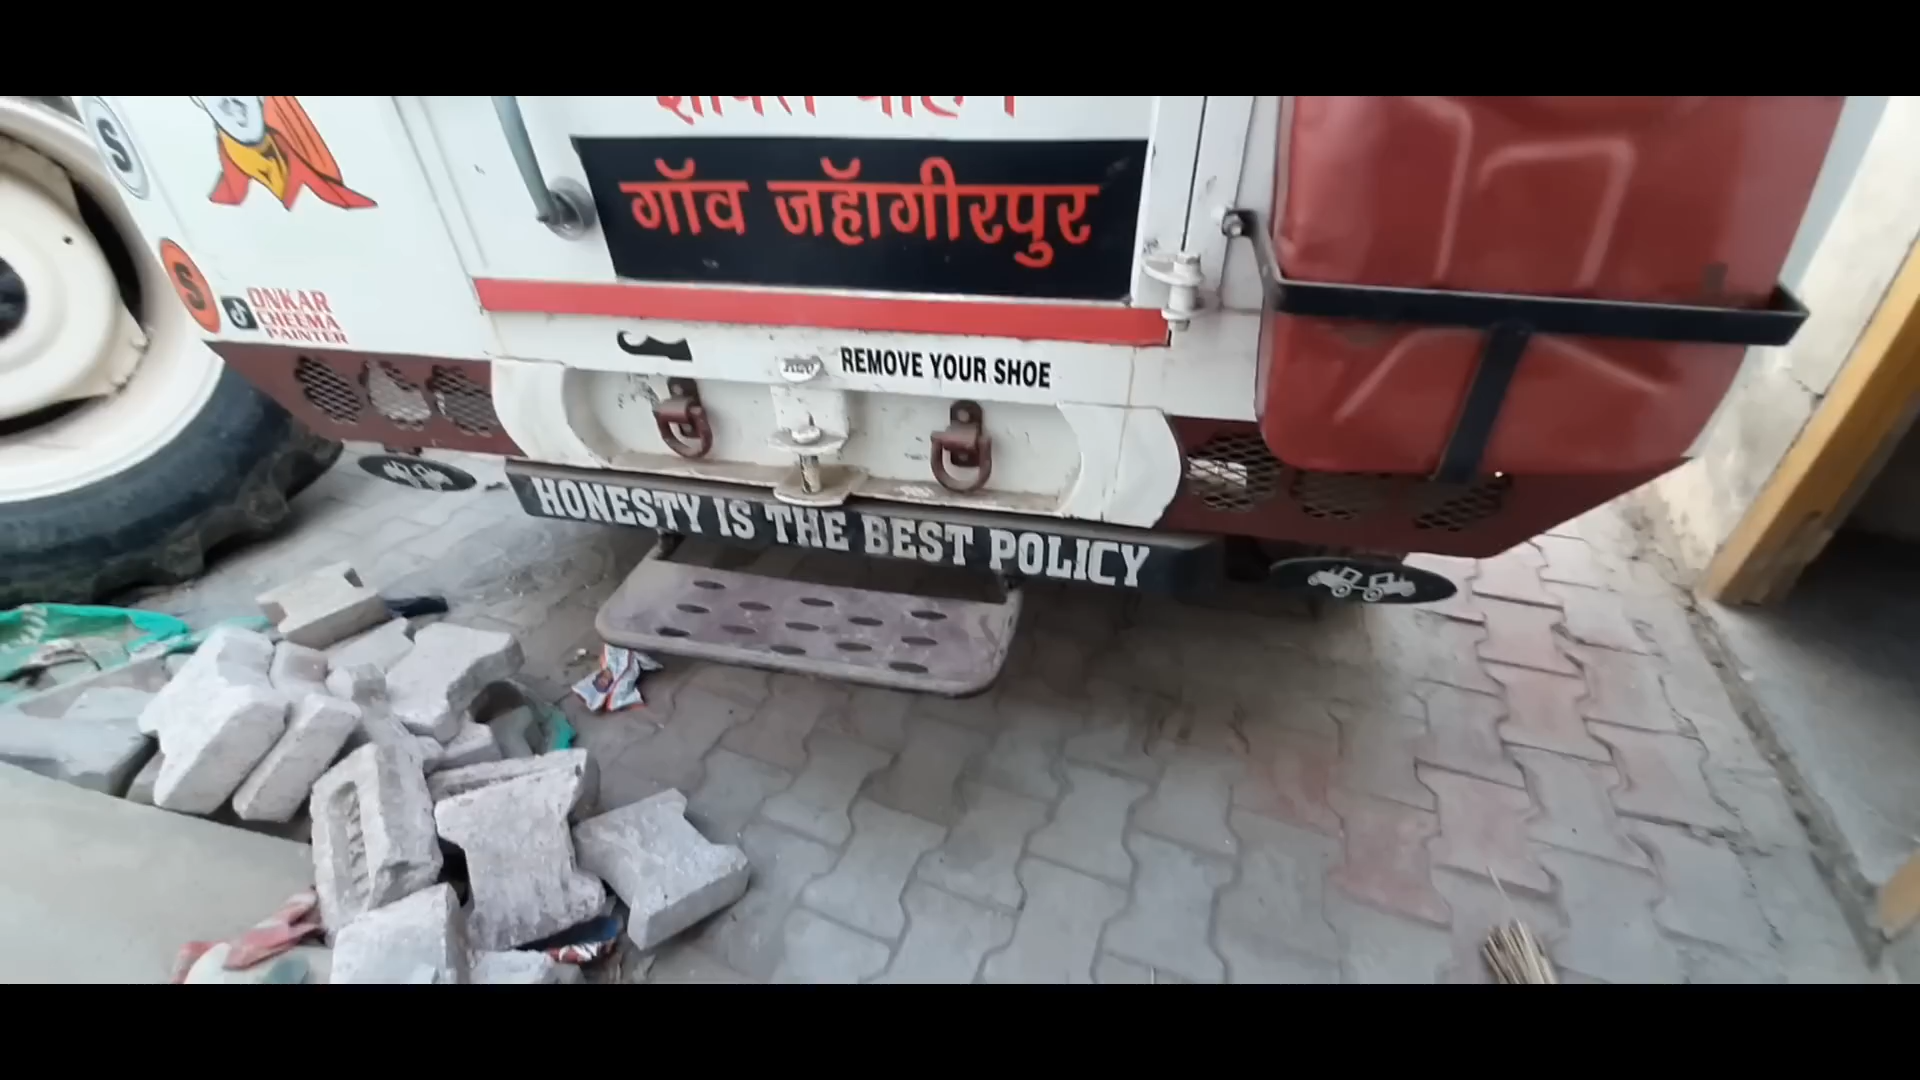 गॉव जहॉगीरपुर
S
S
ONKAR
CHEEMA
PAINTER
REMOVE YOUR SHOE
HONESTY IS THE BEST POLICY